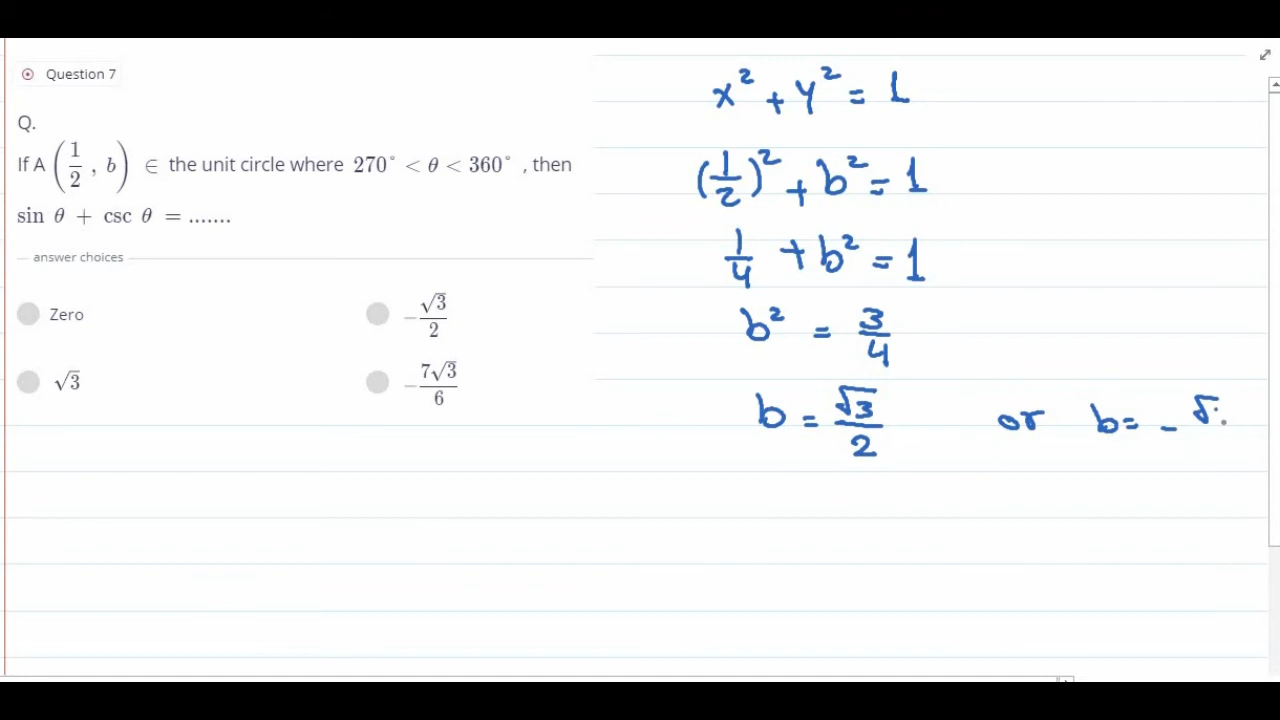 Question 7
Q.
If A (1/2 , b) ∈ the unit circle where 270° < θ < 360° , then
sin θ + csc θ = .......
answer choices
Zero
-√3/2
√3
-7√3/6
x² + y² = 1
(1/2)² + b² = 1
1/4 + b² = 1
b² = 3/4
b = √3/2 or b = - √